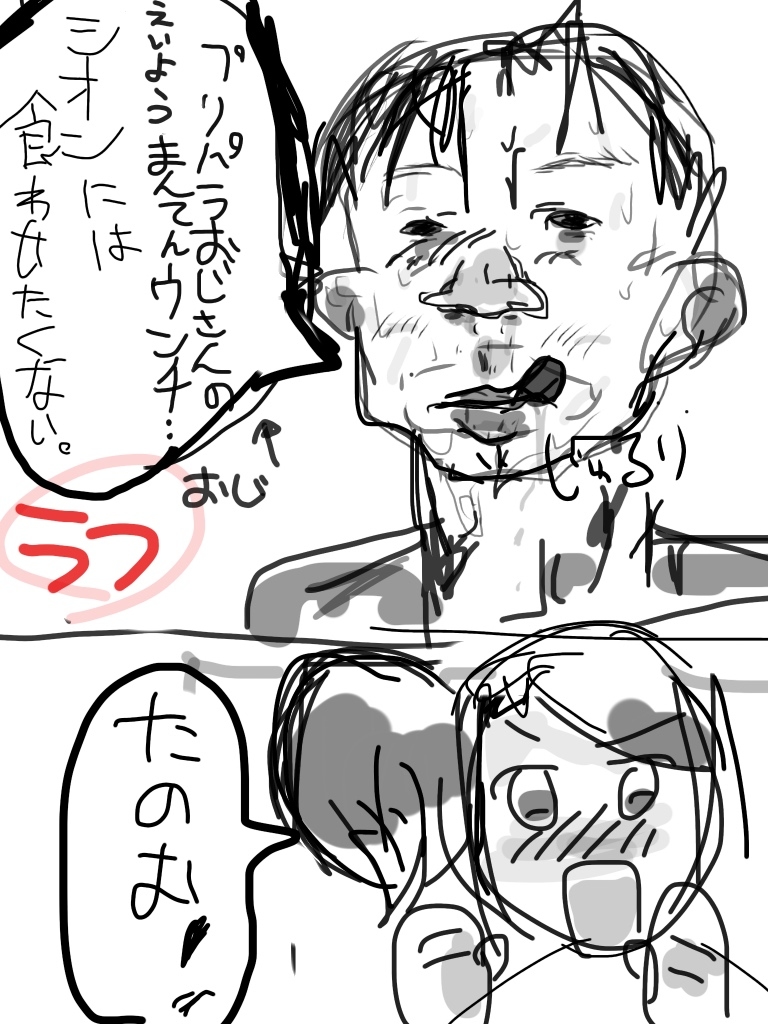 プリパラおじさんの
えいようまんてんウンチ…
シオンには
食わせたくない。
↑
おじ
じゅるり
ラフ
たのむ!!